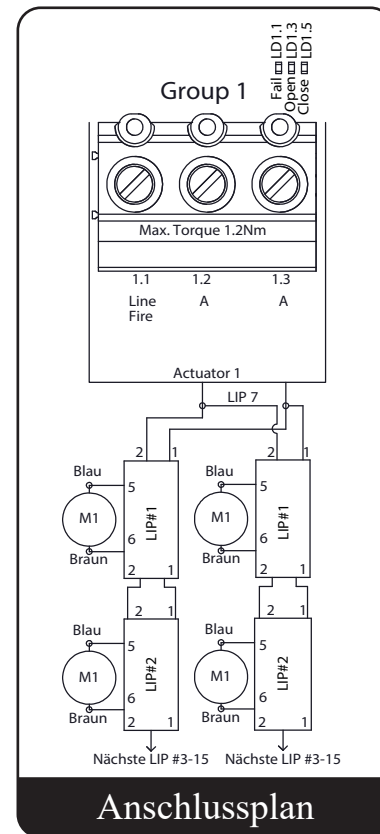 Fail LD1.1
Open LD1.3
Close LD1.5
Group 1
Max. Torque 1.2Nm
1.1 1.2 1.3
Line Fire A A
Actuator 1
LIP 7
2 1 2 1
Blau 5 LIP#1 Blau 5 LIP#1
M1 M1
Braun 6 Braun 6
2 1 2 1
2 1 2 1
Blau 5 LIP#2 Blau 5 LIP#2
M1 M1
Braun 6 Braun 6
2 1 2 1
Nächste LIP #3-15 Nächste LIP #3-15
Anschlussplan